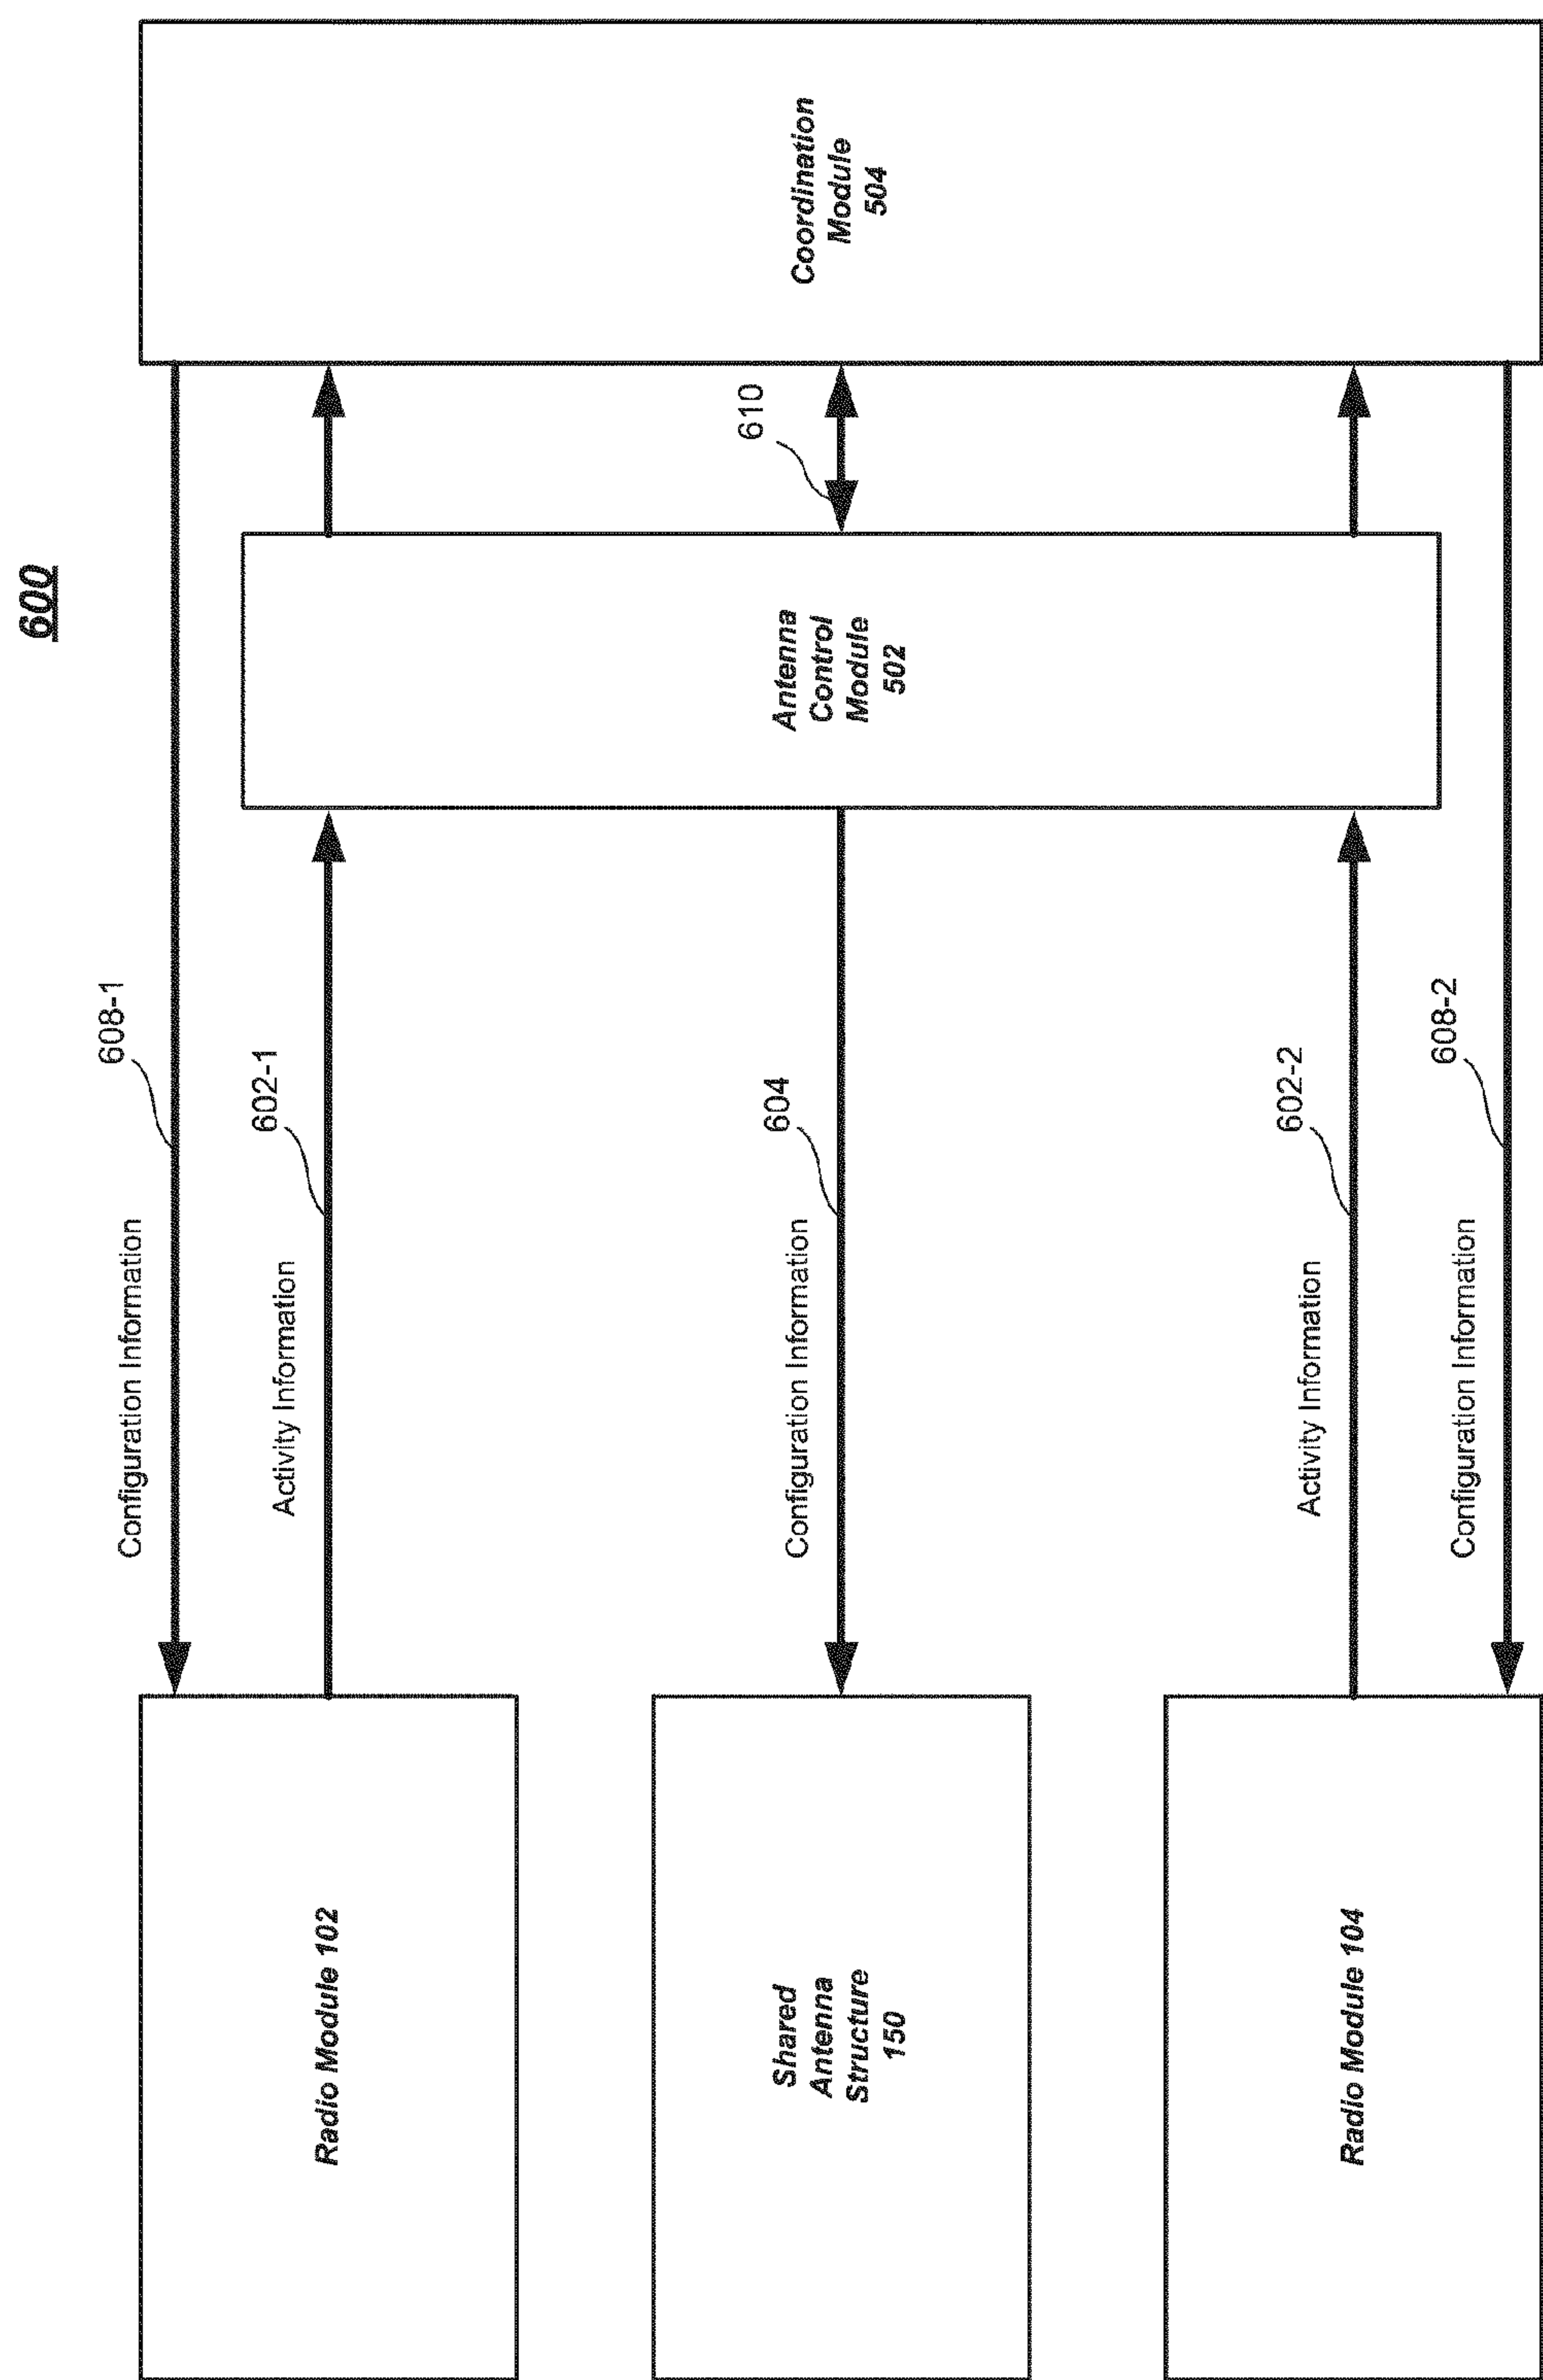 600
608-1
Configuration Information
602-1
Activity Information
Radio Module 102
610
604
Configuration Information
Shared
Antenna
Structure
150
Antenna
Control
Module
502
Coordination
Module
504
602-2
Activity Information
Radio Module 104
608-2
Configuration Information